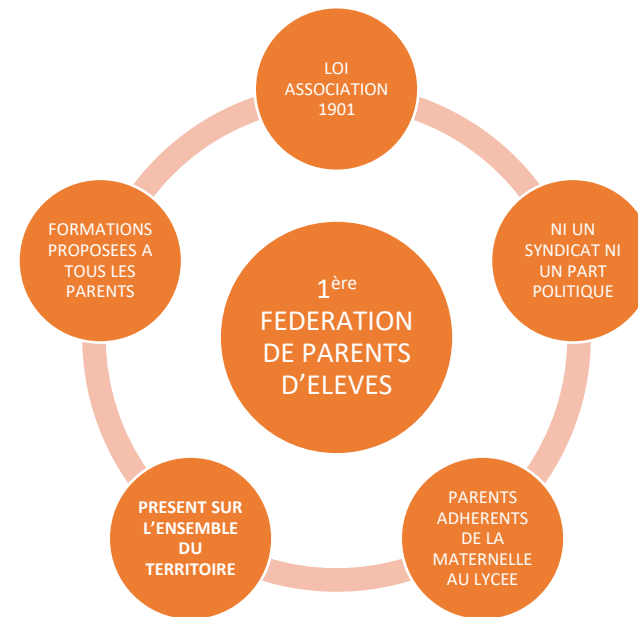 LOI
ASSOCIATION
1901
NI UN
SYNDICAT NI
UN PART
POLITIQUE
PARENTS
ADHERENTS
DE LA
MATERNELLE
AU LYCEE
PRESENT SUR
L’ENSEMBLE
DU
TERRITOIRE
FORMATIONS
PROPOSEES A
TOUS LES
PARENTS
1ère
FEDERATION
DE PARENTS
D’ELEVES